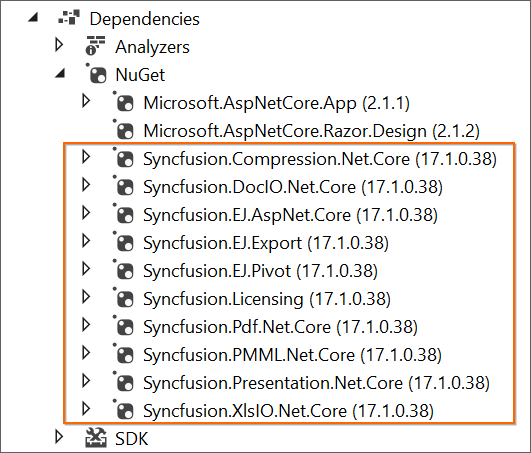 Dependencies
Analyzers
NuGet
Microsoft.AspNetCore.App (2.1.1)
Microsoft.AspNetCore.Razor.Design (2.1.2)
Syncfusion.Compression.Net.Core (17.1.0.38)
Syncfusion.DocIO.Net.Core (17.1.0.38)
Syncfusion.EJ.AspNet.Core (17.1.0.38)
Syncfusion.EJ.Export (17.1.0.38)
Syncfusion.EJ.Pivot (17.1.0.38)
Syncfusion.Licensing (17.1.0.38)
Syncfusion.Pdf.Net.Core (17.1.0.38)
Syncfusion.PMML.Net.Core (17.1.0.38)
Syncfusion.Presentation.Net.Core (17.1.0.38)
Syncfusion.XlsIO.Net.Core (17.1.0.38)
SDK